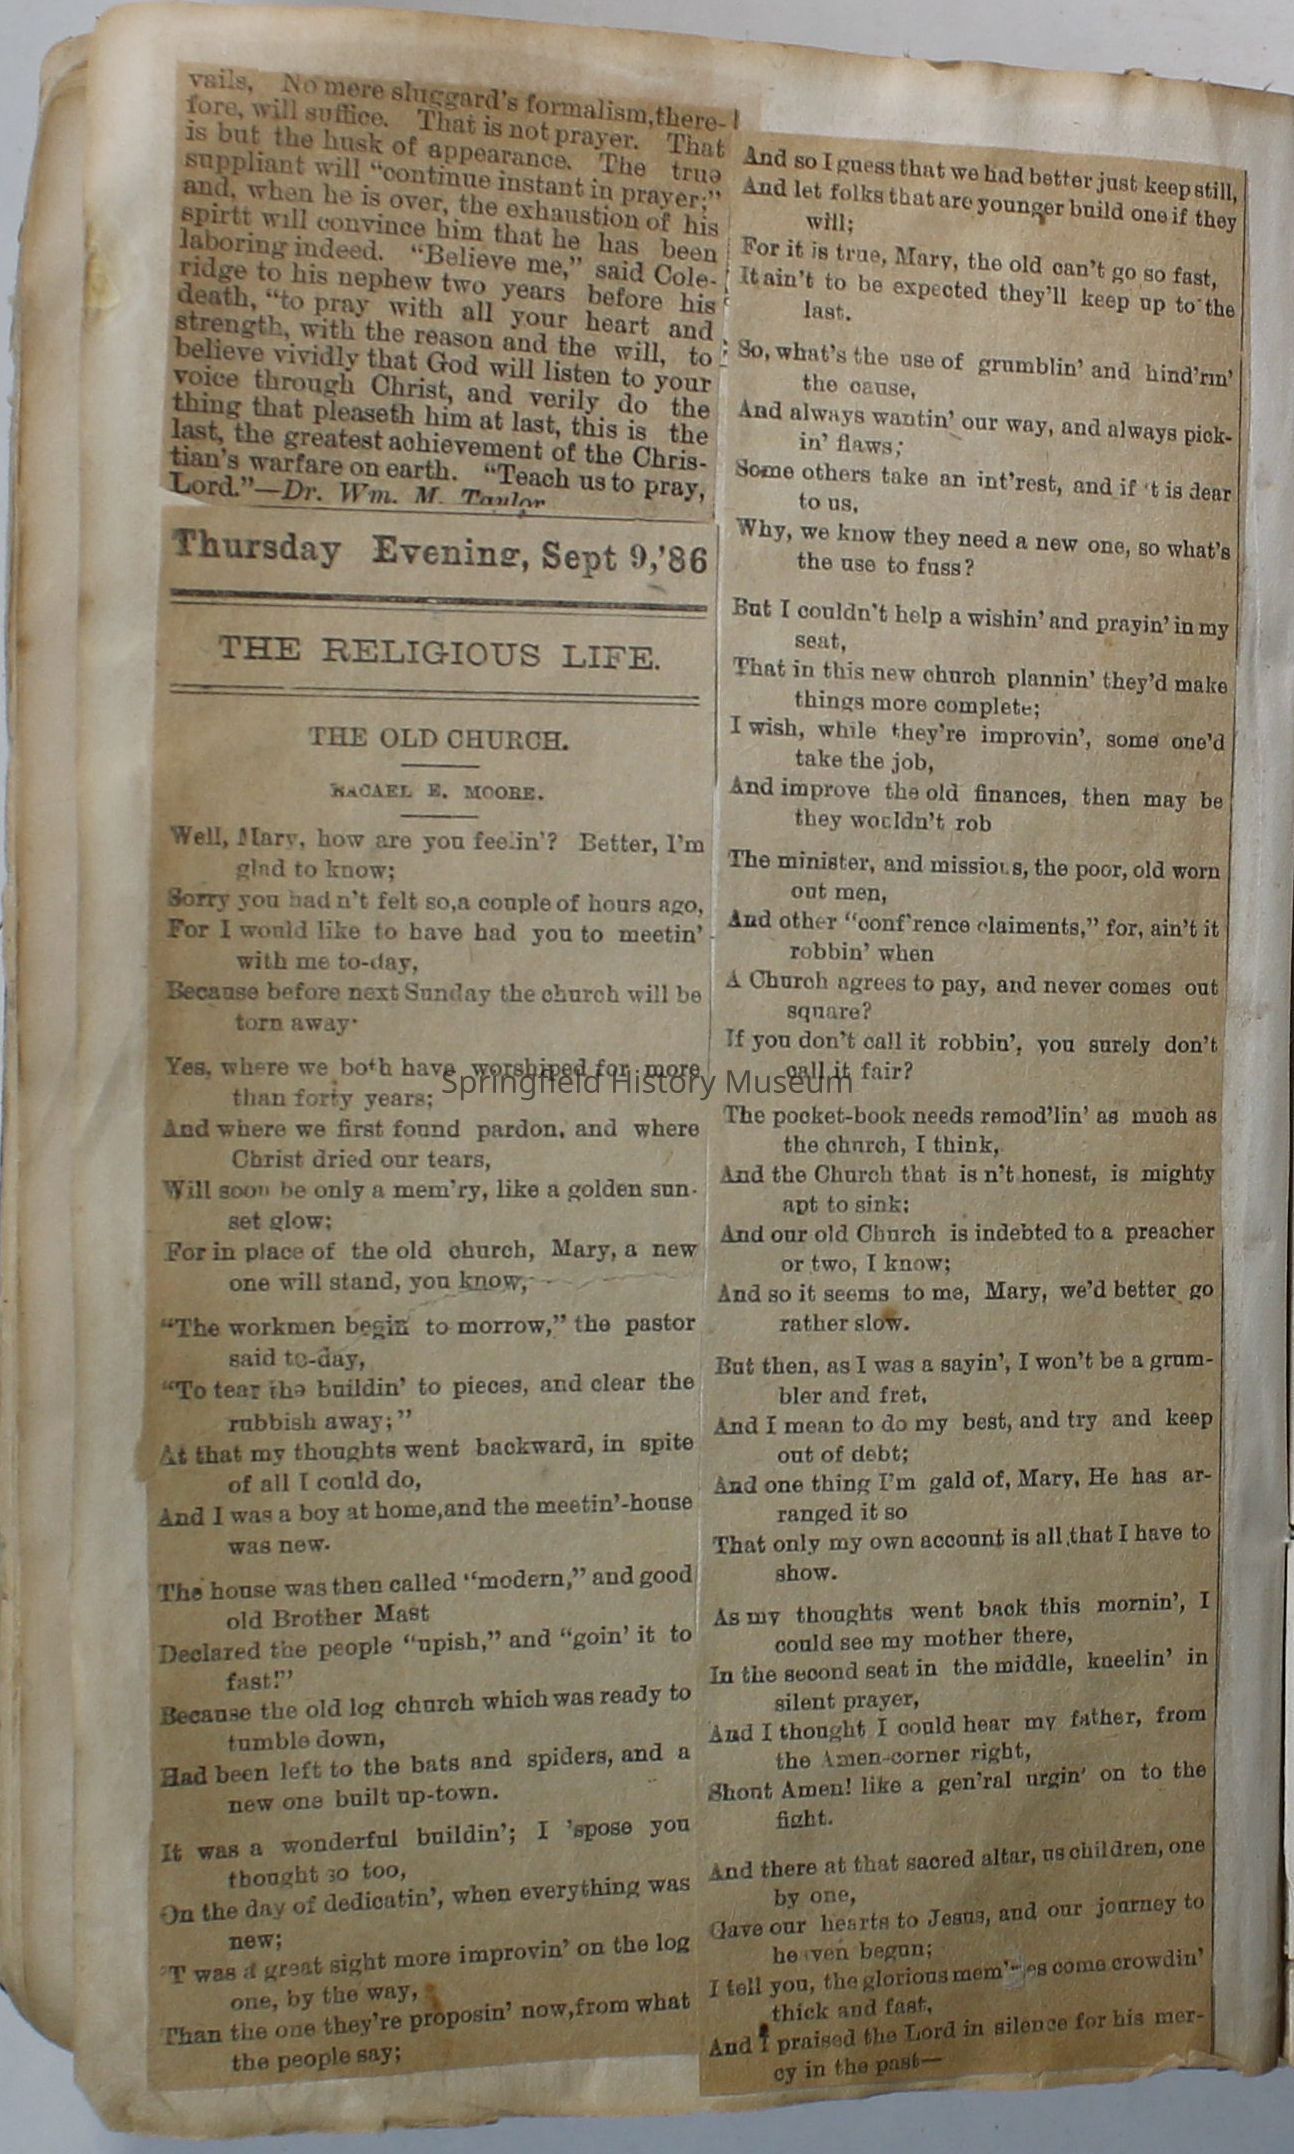 vails, No mere sluggard's formalism,there-
fore, will suffice. That is not prayer. That
is but the husk of appearance. The true
suppliant will "continue instant in prayer;"
and, when he is over, the exhaustion of his
spirtt will convince him that he has been
laboring indeed. "Believe me," said Cole-
ridge to his nephew two years before his
death, "to pray with all your heart and
strength, with the reason and the will, to
believe vividly that God will listen to your
voice through Christ, and verily do the
thing that pleaseth him at last, this is the
last, the greatest achievement of the Chris-
tian's warfare on earth. "Teach us to pray,
Lord."—Dr. Wm. M. Taylor
Thursday Evening, Sept 9,'86
THE RELIGIOUS LIFE.
THE OLD CHURCH.
RACAEL E. MOORE.
Well, Mary, how are you feelin'? Better, I'm
glad to know;
Sorry you had n't felt so,a couple of hours ago,
For I would like to have had you to meetin'
with me to-day,
Because before next Sunday the church will be
torn away.
Yes, where we both have worshiped for more
than forty years;
And where we first found pardon, and where
Christ dried our tears,
Will soon be only a mem'ry, like a golden sun-
set glow;
For in place of the old church, Mary, a new
one will stand, you know,
"The workmen begin to morrow," the pastor
said to-day,
"To tear the buildin' to pieces, and clear the
rubbish away;"
At that my thoughts went backward, in spite
of all I could do,
And I was a boy at home,and the meetin'-house
was new.
The house was then called "modern," and good
old Brother Mast
Declared the people "upish," and "goin' it to
fast!"
Because the old log church which was ready to
tumble down,
Had been left to the bats and spiders, and a
new one built up-town.
It was a wonderful buildin'; I 'spose you
thought so too,
On the day of dedicatin', when everything was
new;
'T was a great sight more improvin' on the log
one, by the way,
Than the one they're proposin' now,from what
the people say;
And so I guess that we had better just keep still,
And let folks that are younger build one if they
will;
For it is true, Mary, the old can't go so fast,
It ain't to be expected they'll keep up to the
last.
So, what's the use of grumblin' and hind'rin'
the cause,
And always wantin' our way, and always pick-
in' flaws;
Some others take an int'rest, and if 't is dear
to us,
Why, we know they need a new one, so what's
the use to fuss?
But I couldn't help a wishin' and prayin' in my
seat,
That in this new church plannin' they'd make
things more complete;
I wish, while they're improvin', some one'd
take the job,
And improve the old finances, then may be
they wouldn't rob
The minister, and missions, the poor, old worn
out men,
And other "conf'rence claiments," for, ain't it
robbin' when
A Church agrees to pay, and never comes out
square?
If you don't call it robbin', you surely don't
call it fair?
Springfield History Museum
The pocket-book needs remod'lin' as much as
the church, I think,
And the Church that is n't honest, is mighty
apt to sink;
And our old Church is indebted to a preacher
or two, I know;
And so it seems to me, Mary, we'd better go
rather slow.
But then, as I was a sayin', I won't be a grum-
bler and fret,
And I mean to do my best, and try and keep
out of debt;
And one thing I'm gald of, Mary, He has ar-
ranged it so
That only my own account is all that I have to
show.
As my thoughts went back this mornin', I
could see my mother there,
In the second seat in the middle, kneelin' in
silent prayer,
And I thought I could hear my father, from
the Amen-corner right,
Shout Amen! like a gen'ral urgin' on to the
fight.
And there at that sacred altar, us children, one
by one,
Gave our hearts to Jesus, and our journey to
heaven begun;
I tell you, the glorious mem'ries come crowdin'
thick and fast,
And I praised the Lord in silence for his mer-
cy in the past—